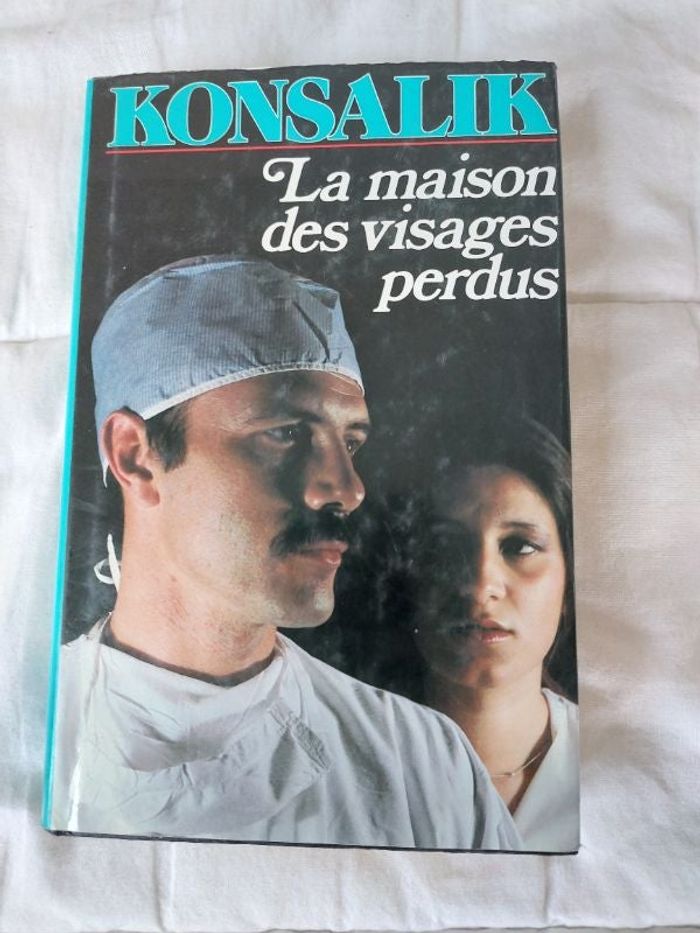 KONSALIK
La maison
des visages
perdus